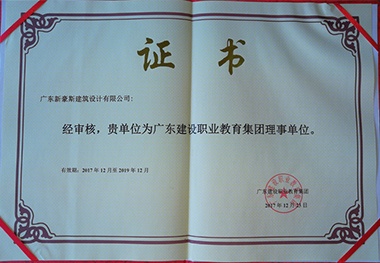 证 书
广东新豪斯建筑设计有限公司:
经审核,贵单位为广东建设职业教育集团理事单位。
有效期:2017年12月至2019年12月
广东建设职业教育集团
2017年12月25日